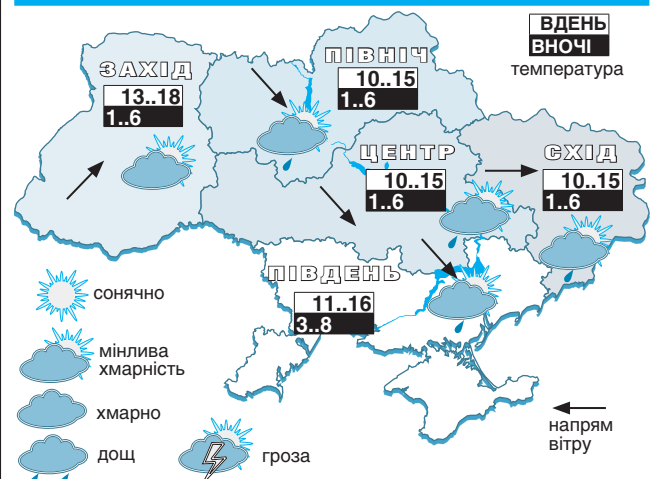 ВДЕНЬ
ВНОЧІ
температура
ПІВНІЧ
10..15
1..6
ЗАХІД
13..18
1..6
ЦЕНТР
10..15
1..6
СХІД
10..15
1..6
ПІВДЕНЬ
11..16
3..8
сонячно
мінлива
хмарність
хмарно
дощ
гроза
напрям
вітру